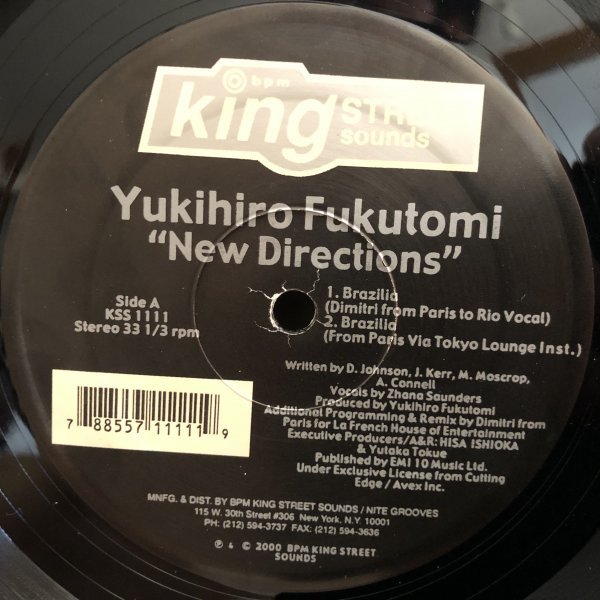 bpm
king STREET
sounds
Yukihiro Fukutomi
“New Directions”
Side A
KSS 1111
Stereo 33 1/3 rpm
1. Brazilia
(Dimitri from Paris to Rio Vocal)
2. Brazilia
(From Paris Via Tokyo Lounge Inst.)
Written by D. Johnson, J. Kerr, M. Moscrop,
A. Connell
Vocals by Zhana Saunders
Produced by Yukihiro Fukutomi
Additional Programming & Remix by Dimitri from
Paris for La French House of Entertainment
Executive Producers/A&R: HISA ISHIOKA
& Yutaka Tokue
Published by EMI 10 Music Ltd.
Under Exclusive License from Cutting
Edge / Avex Inc.
7 88557 11111 9
MNFG. & DIST. BY BPM KING STREET SOUNDS / NITE GROOVES
115 W. 30th Street #306 New York, N.Y. 10001
PH: (212) 594-3737 FAX: (212) 594-3636
℗ & © 2000 BPM KING STREET
SOUNDS